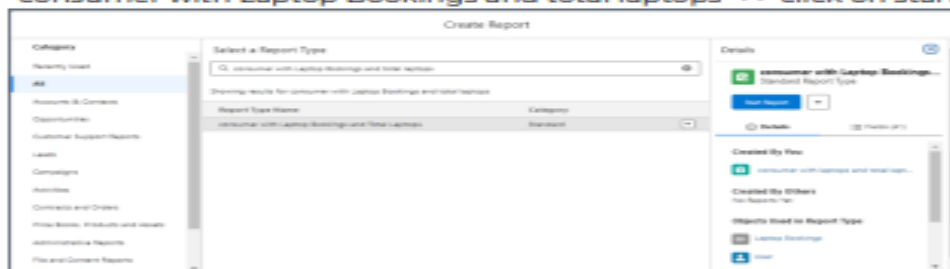 consumer with Laptop Bookings and total laptops click on star
Create Report
Category
Recently Used
All
Accounts & Contacts
Opportunities
Customer Support Reports
Leads
Campaigns
Activities
Contracts and Orders
Price Books, Products and Assets
Administrative Reports
File and Content Reports
Select a Report Type
consumer with Laptop Bookings and total laptops
Showing results for consumer with Laptop Bookings and total laptops
Report Type Name Category
consumer with Laptop Bookings and Total Laptops Standard
Details
consumer with Laptop Bookings...
Standard Report Type
Start Report
Details Fields (41)
Created By You
consumer with laptops and total lapt...
Created By Others
No Reports Yet
Objects Used in Report Type
Laptop Bookings
User